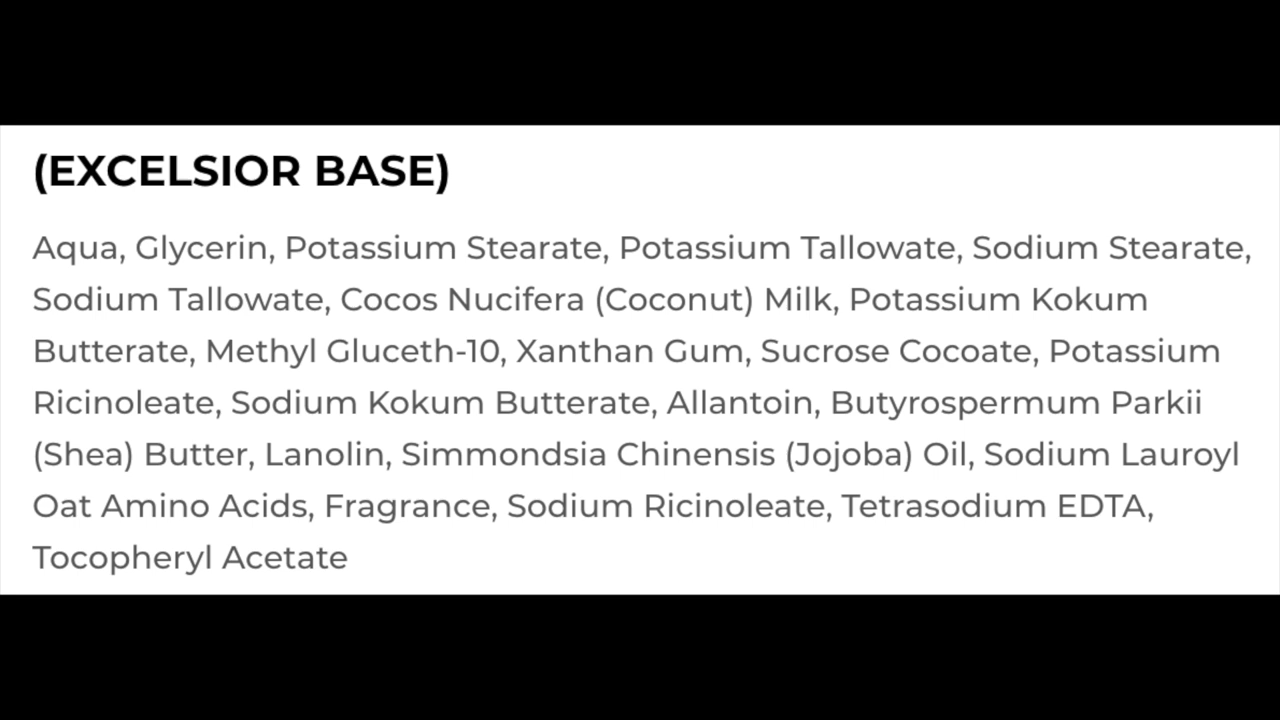 (EXCELSIOR BASE)
Aqua, Glycerin, Potassium Stearate, Potassium Tallowate, Sodium Stearate,
Sodium Tallowate, Cocos Nucifera (Coconut) Milk, Potassium Kokum
Butterate, Methyl Gluceth-10, Xanthan Gum, Sucrose Cocoate, Potassium
Ricinoleate, Sodium Kokum Butterate, Allantoin, Butyrospermum Parkii
(Shea) Butter, Lanolin, Simmondsia Chinensis (Jojoba) Oil, Sodium Lauroyl
Oat Amino Acids, Fragrance, Sodium Ricinoleate, Tetrasodium EDTA,
Tocopheryl Acetate